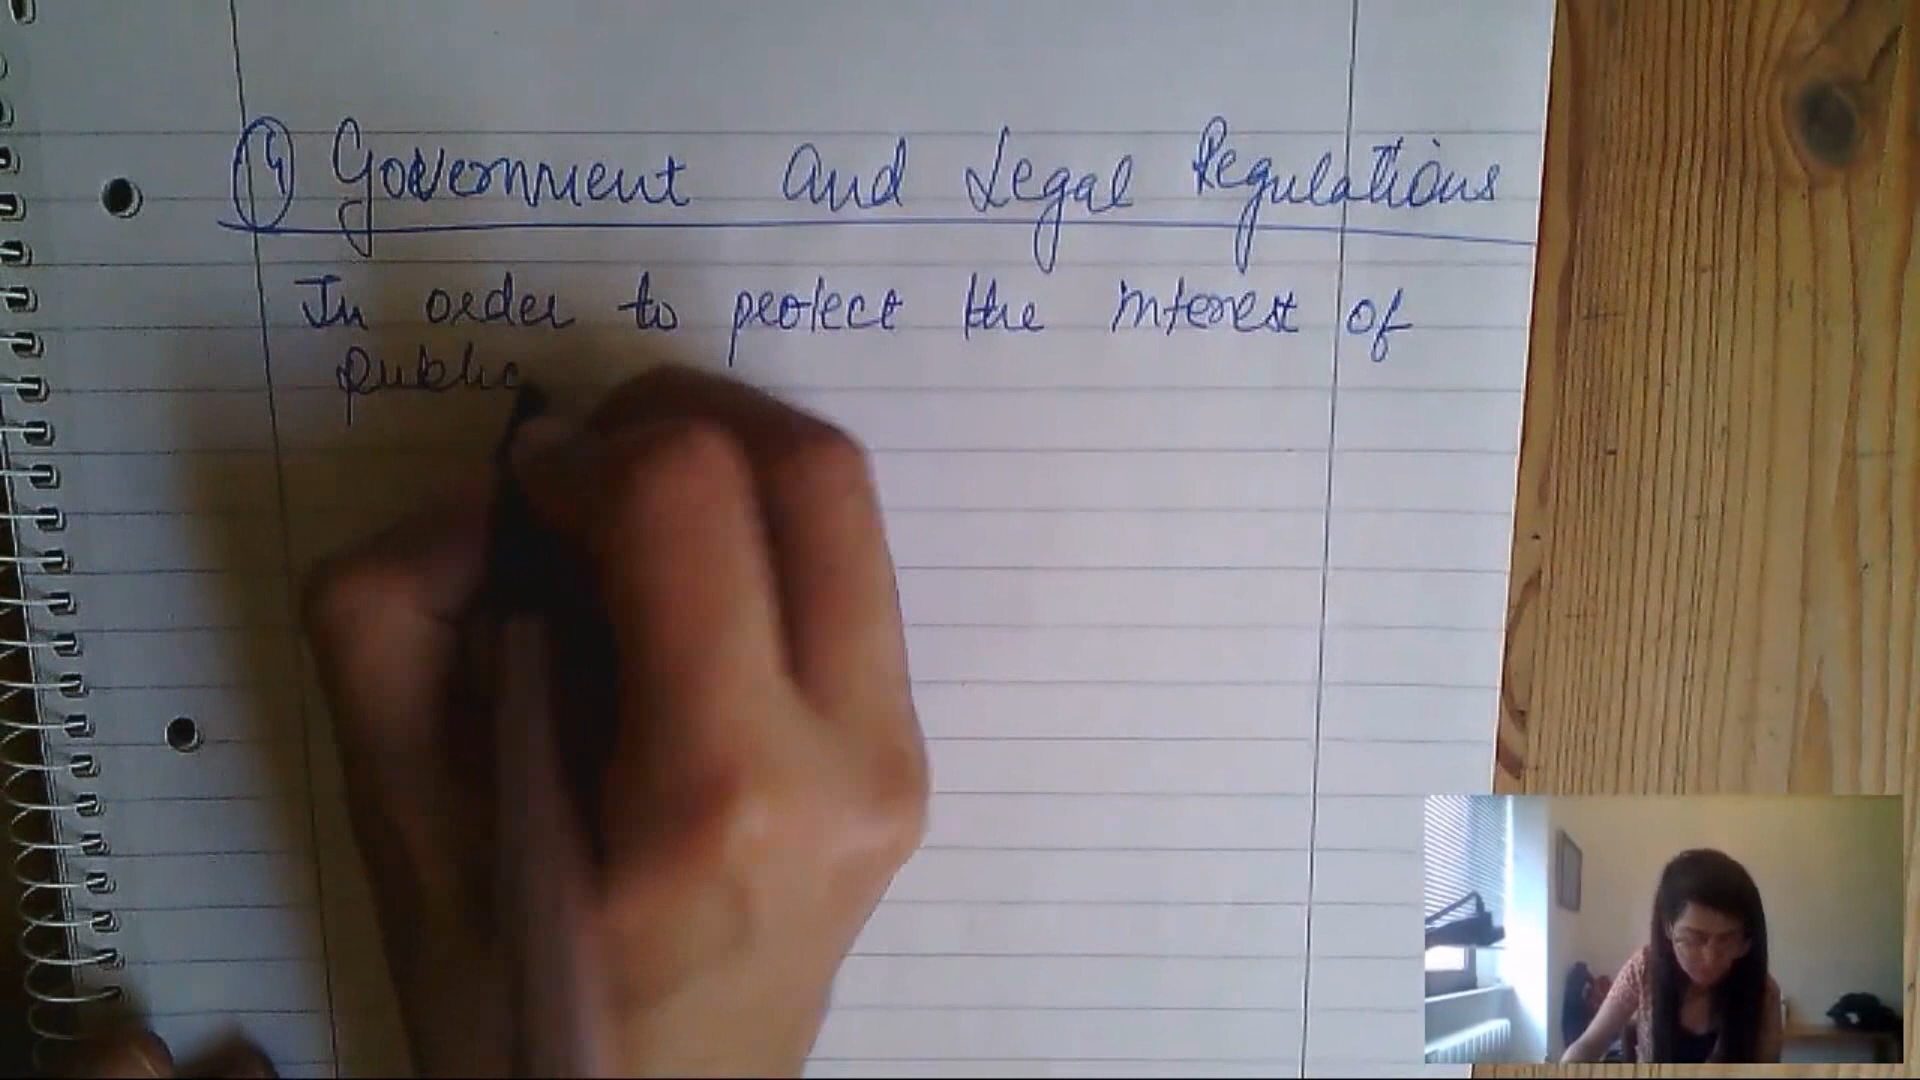 4 Government and Legal Regulations
In order to protect the interest of
public